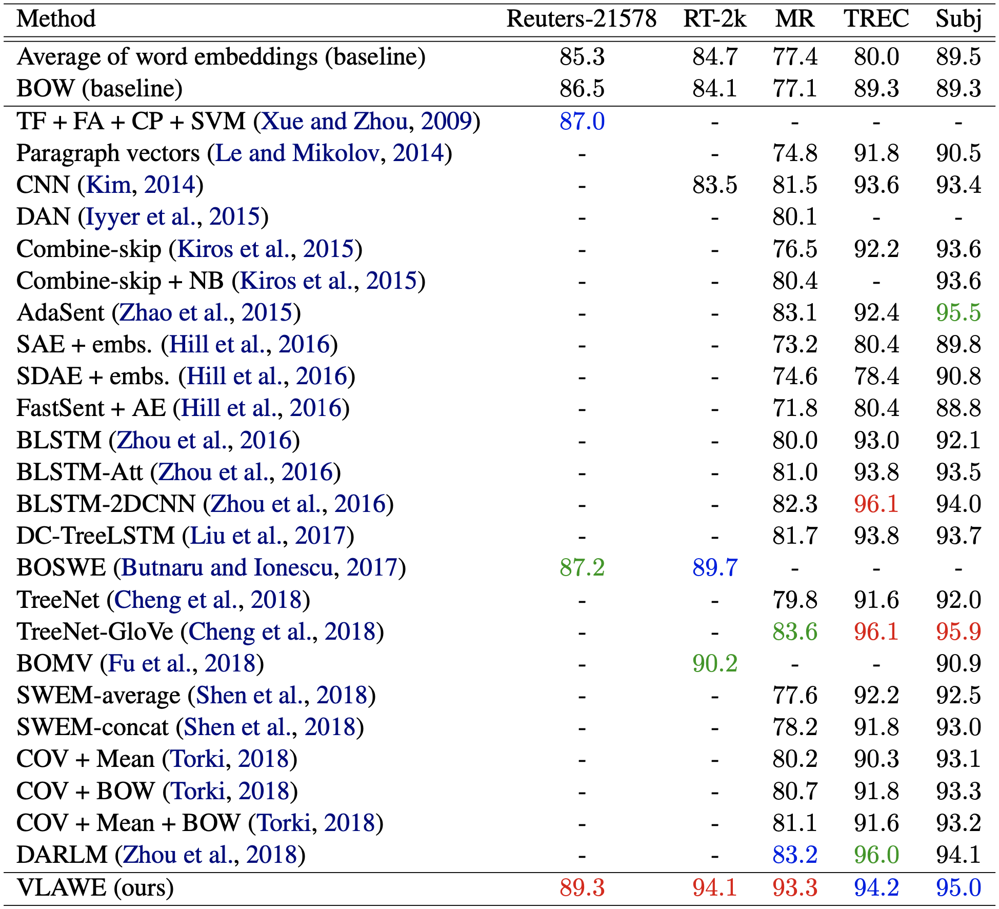 Method Reuters-21578 RT-2k MR TREC Subj
Average of word embeddings (baseline) 85.3 84.7 77.4 80.0 89.5
BOW (baseline) 86.5 84.1 77.1 89.3 89.3
TF + FA + CP + SVM (Xue and Zhou, 2009) 87.0 - - - -
Paragraph vectors (Le and Mikolov, 2014) - - 74.8 91.8 90.5
CNN (Kim, 2014) - 83.5 81.5 93.6 93.4
DAN (Iyyer et al., 2015) - - 80.1 - -
Combine-skip (Kiros et al., 2015) - - 76.5 92.2 93.6
Combine-skip + NB (Kiros et al., 2015) - - 80.4 - 93.6
AdaSent (Zhao et al., 2015) - - 83.1 92.4 95.5
SAE + embs. (Hill et al., 2016) - - 73.2 80.4 89.8
SDAE + embs. (Hill et al., 2016) - - 74.6 78.4 90.8
FastSent + AE (Hill et al., 2016) - - 71.8 80.4 88.8
BLSTM (Zhou et al., 2016) - - 80.0 93.0 92.1
BLSTM-Att (Zhou et al., 2016) - - 81.0 93.8 93.5
BLSTM-2DCNN (Zhou et al., 2016) - - 82.3 96.1 94.0
DC-TreeLSTM (Liu et al., 2017) - - 81.7 93.8 93.7
BOSWE (Butnaru and Ionescu, 2017) 87.2 89.7 - - -
TreeNet (Cheng et al., 2018) - - 79.8 91.6 92.0
TreeNet-GloVe (Cheng et al., 2018) - - 83.6 96.1 95.9
BOMV (Fu et al., 2018) - 90.2 - - 90.9
SWEM-average (Shen et al., 2018) - - 77.6 92.2 92.5
SWEM-concat (Shen et al., 2018) - - 78.2 91.8 93.0
COV + Mean (Torki, 2018) - - 80.2 90.3 93.1
COV + BOW (Torki, 2018) - - 80.7 91.8 93.3
COV + Mean + BOW (Torki, 2018) - - 81.1 91.6 93.2
DARLM (Zhou et al., 2018) - - 83.2 96.0 94.1
VLAWE (ours) 89.3 94.1 93.3 94.2 95.0